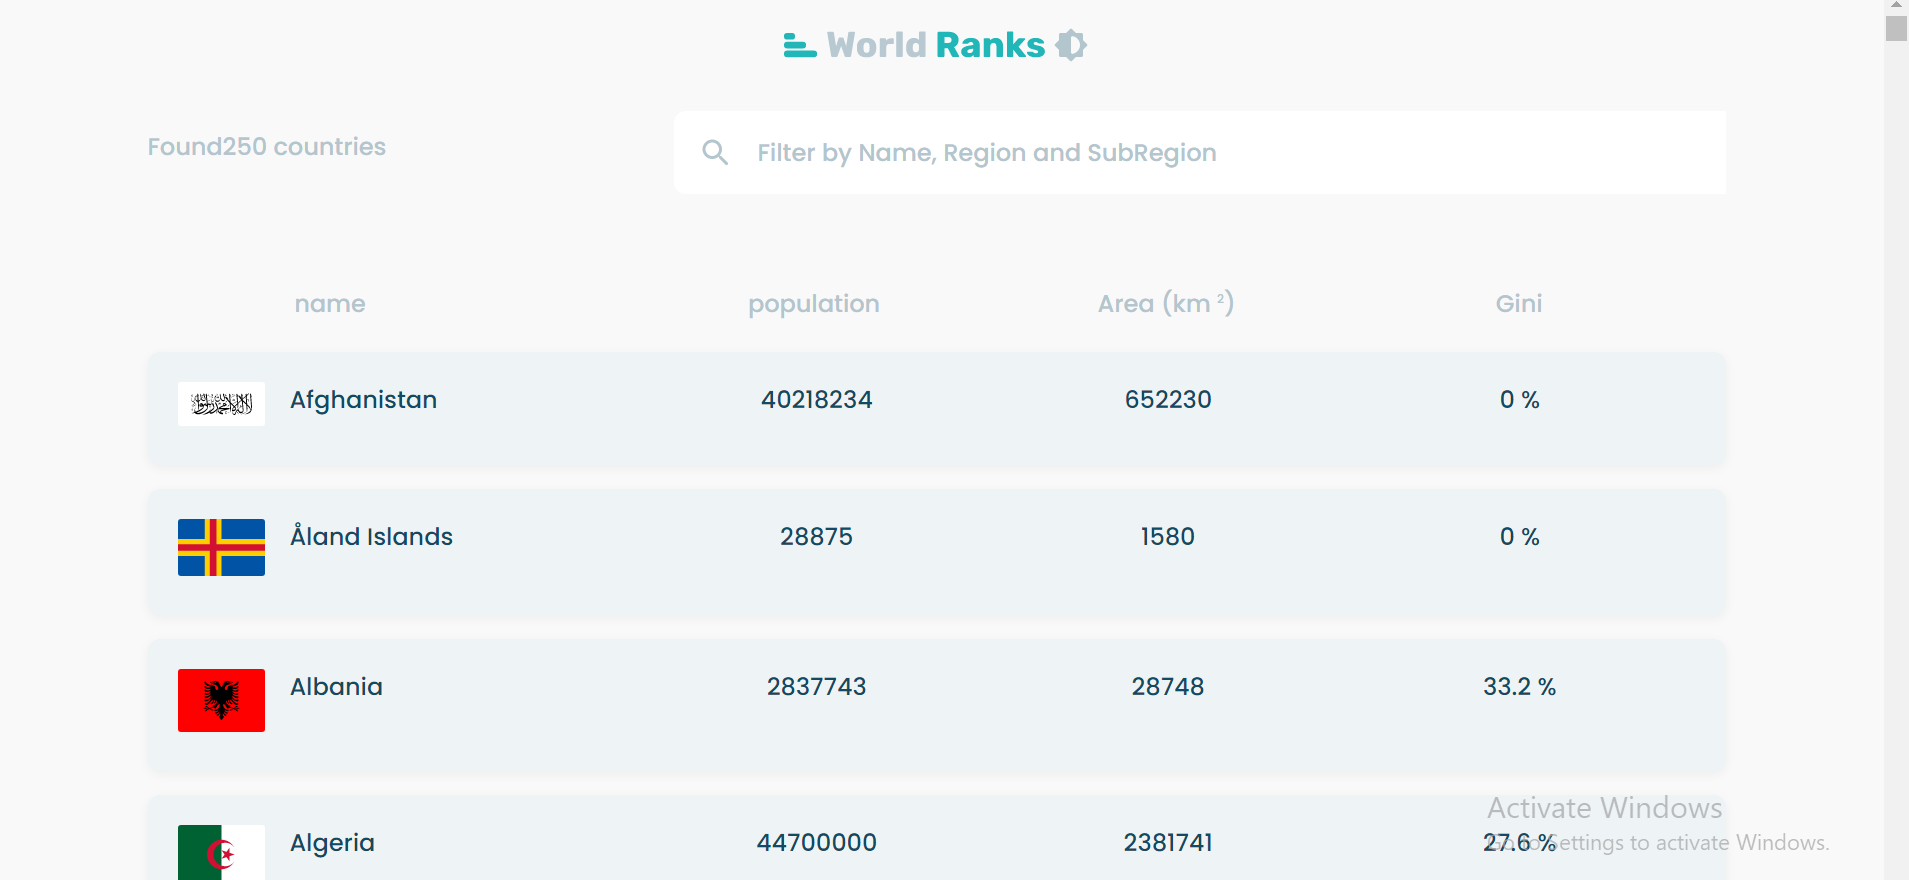 World Ranks
Found250 countries
Filter by Name, Region and SubRegion
name population Area (km ²) Gini
Afghanistan 40218234 652230 0 %
Åland Islands 28875 1580 0 %
Albania 2837743 28748 33.2 %
Algeria 44700000 2381741 27.6 %
Activate Windows
Go to Settings to activate Windows.